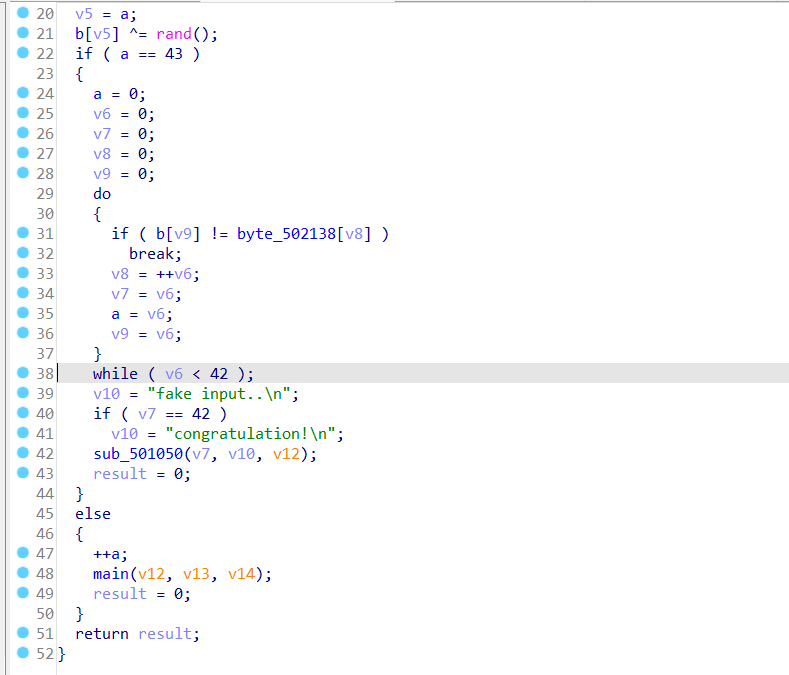 20 v5 = a;
21 b[v5] ^= rand();
22 if ( a == 43 )
23 {
24 a = 0;
25 v6 = 0;
26 v7 = 0;
27 v8 = 0;
28 v9 = 0;
29 do
30 {
31 if ( b[v9] != byte_502138[v8] )
32 break;
33 v8 = ++v6;
34 v7 = v6;
35 a = v6;
36 v9 = v6;
37 }
38 while ( v6 < 42 );
39 v10 = "fake input..\n";
40 if ( v7 == 42 )
41 v10 = "congratulation!\n";
42 sub_501050(v7, v10, v12);
43 result = 0;
44 }
45 else
46 {
47 ++a;
48 main(v12, v13, v14);
49 result = 0;
50 }
51 return result;
52 }